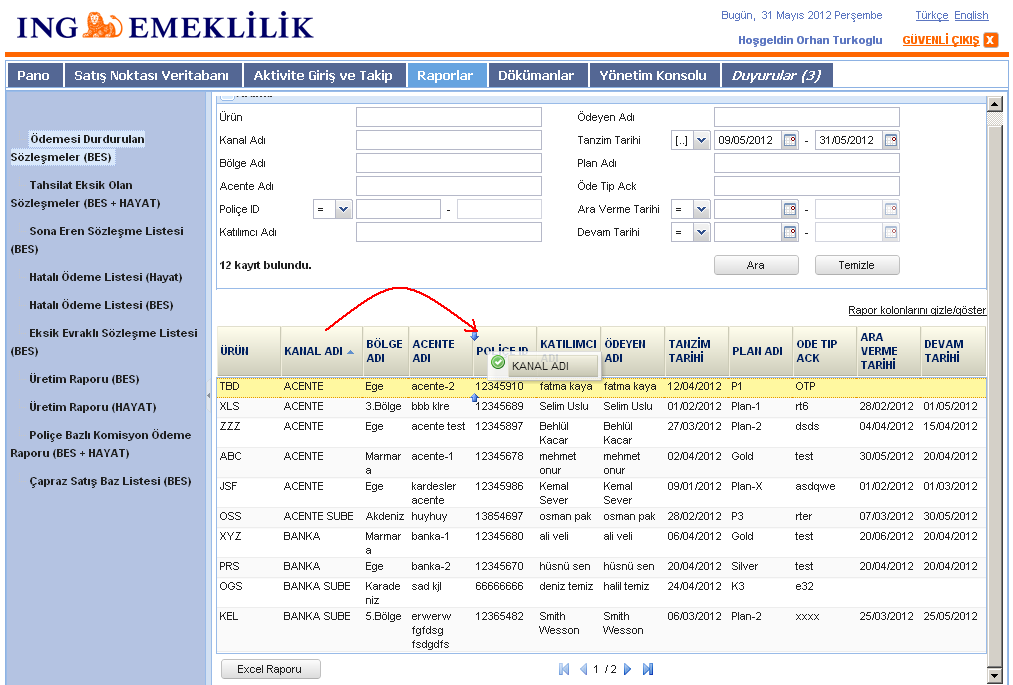 ING EMEKLİLİK
Bugün, 31 Mayıs 2012 Perşembe
Türkçe English
Hoşgeldin Orhan Turkoglu
GÜVENLİ ÇIKIŞ X
Pano
Satış Noktası Veritabanı
Aktivite Giriş ve Takip
Raporlar
Dökümanlar
Yönetim Konsolu
Duyurular (3)
Ödemesi Durdurulan
Sözleşmeler (BES)
Tahsilat Eksik Olan
Sözleşmeler (BES + HAYAT)
Sona Eren Sözleşme Listesi
(BES)
Hatalı Ödeme Listesi (Hayat)
Hatalı Ödeme Listesi (BES)
Eksik Evraklı Sözleşme Listesi
(BES)
Üretim Raporu (BES)
Üretim Raporu (HAYAT)
Poliçe Bazlı Komisyon Ödeme
Raporu (BES + HAYAT)
Çapraz Satış Baz Listesi (BES)
Ürün
Ödeyen Adı
Kanal Adı
Tanzim Tarihi [..] 09/05/2012 - 31/05/2012
Bölge Adı
Plan Adı
Acente Adı
Öde Tip Ack
Poliçe ID = -
Ara Verme Tarihi = -
Katılımcı Adı
Devam Tarihi = -
12 kayıt bulundu.
Ara
Temizle
Rapor kolonlarını gizle/göster
ÜRÜN KANAL ADI BÖLGE ADI ACENTE ADI POLİÇE ID KATILIMCI ADI ÖDEYEN ADI TANZİM TARİHİ PLAN ADI ODE TIP ACK ARA VERME TARİHİ DEVAM TARİHİ
KANAL ADI
TBD ACENTE Ege acente-2 12345910 fatma kaya fatma kaya 12/04/2012 P1 OTP
XLS ACENTE 3.Bölge bbb klre 12345689 Selim Uslu Selim Uslu 01/02/2012 Plan-1 rt6 28/02/2012 01/05/2012
ZZZ ACENTE Ege acente test 12345897 Behlül Kacar Behlül Kacar 27/03/2012 Plan-2 dsds 04/04/2012 15/04/2012
ABC ACENTE Marmara acente-1 12345678 mehmet onur mehmet onur 02/04/2012 Gold test 30/05/2012 20/04/2012
JSF ACENTE Ege kardesler acente 12345986 Kemal Sever Kemal Sever 09/01/2012 Plan-X asdqwe 01/02/2012 01/03/2012
OSS ACENTE SUBE Akdeniz huyhuy 13854697 osman pak osman pak 28/02/2012 P3 rter 07/03/2012 30/05/2012
XYZ BANKA Marmara banka-1 12345680 ali veli ali veli 06/04/2012 Gold test 20/06/2012 20/04/2012
PRS BANKA Ege banka-2 12345670 hüsnü sen hüsnü sen 20/04/2012 Silver test 20/04/2012 20/04/2012
OGS BANKA SUBE Karadeniz sad kjl 66666666 deniz temiz halil temiz 24/04/2012 K3 e32
KEL BANKA SUBE 5.Bölge erwerw fgfdsg fsdgdfs 12365482 Smith Wesson Smith Wesson 06/03/2012 Plan-2 xxxx 25/03/2012 25/05/2012
Excel Raporu
1 / 2